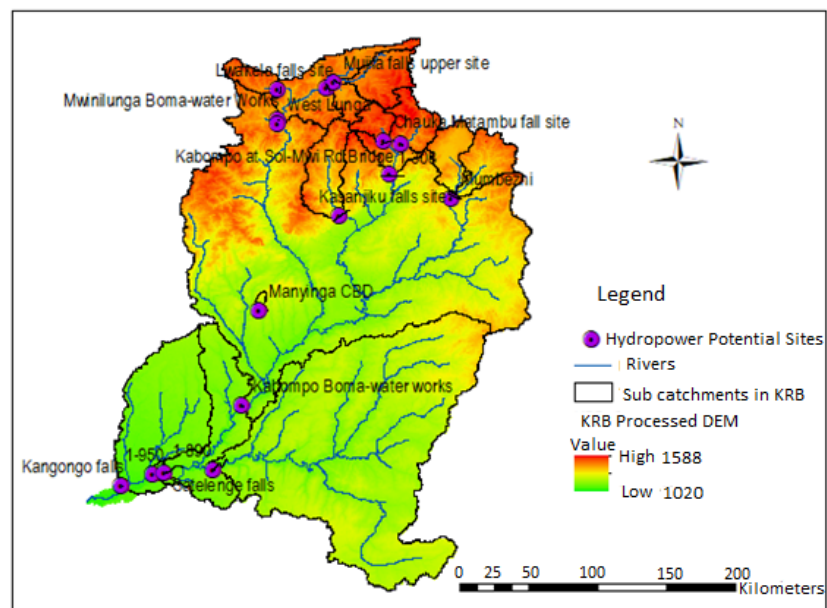 Lwakela falls site
Mujila falls upper site
Mwinilunga Boma-water Works
West Lunga
Chauka Matambu fall site
Kabompo at Sol-Mwi Rd Bridge
Kasanjiku falls site
Mumbezhi
Manyinga CBD
Kabompo Boma-water works
1-950
1-890
Kangongo falls
falls
N
Legend
Hydropower Potential Sites
Rivers
Sub catchments in KRB
KRB Processed DEM
Value
High 1588
Low 1020
0 25 50 100 150 200
Kilometers